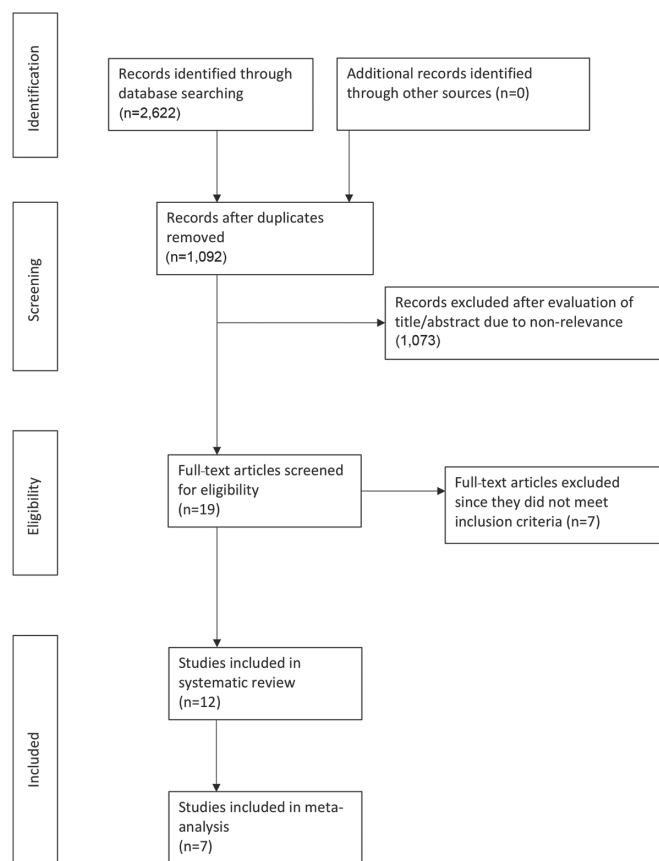 Identification
Records identified through
database searching
(n=2,622)
Additional records identified
through other sources (n=0)
Screening
Records after duplicates
removed
(n=1,092)
Records excluded after evaluation of
title/abstract due to non-relevance
(1,073)
Eligibility
Full-text articles screened
for eligibility
(n=19)
Full-text articles excluded
since they did not meet
inclusion criteria (n=7)
Included
Studies included in
systematic review
(n=12)
Studies included in meta-
analysis
(n=7)